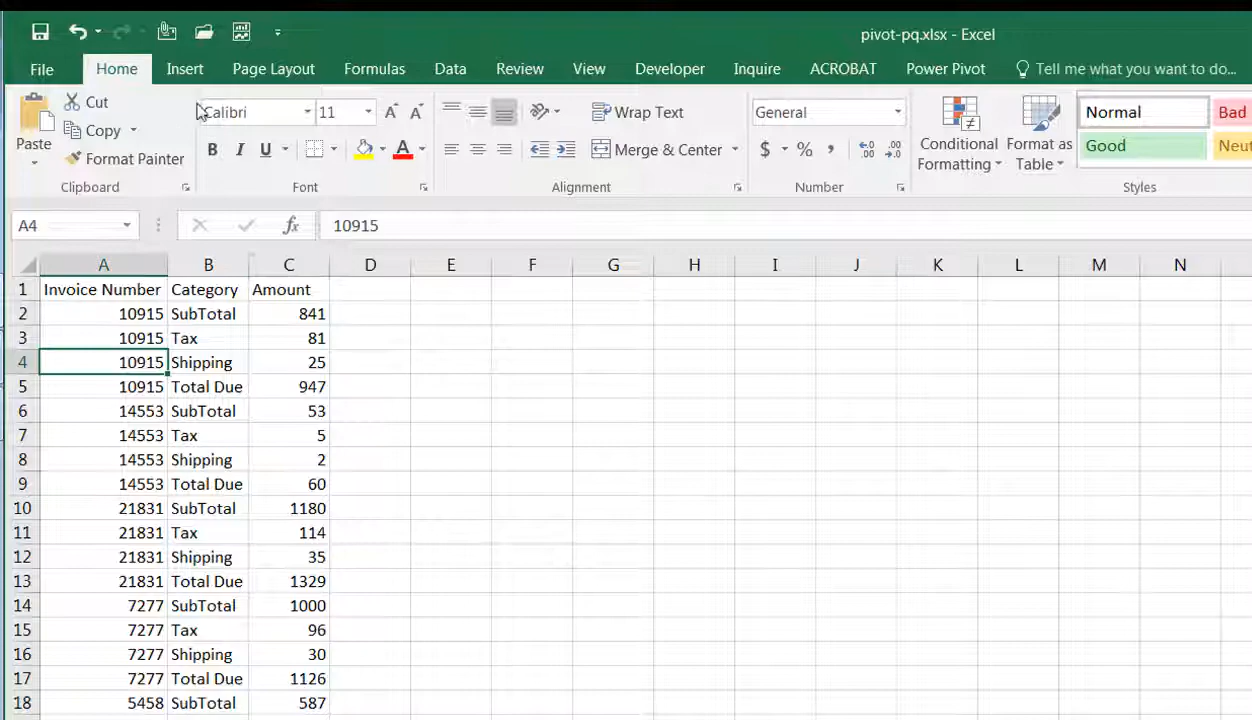 pivot-pq.xlsx - Excel
File Home Insert Page Layout Formulas Data Review View Developer Inquire ACROBAT Power Pivot Tell me what you want to do...
Paste
Cut
Copy
Format Painter
Clipboard
Calibri 11
B I U A
Font
Wrap Text
Merge & Center
Alignment
General
$ % ,
Number
Conditional Formatting
Format as Table
Normal Bad
Good
Styles
A4 fx 10915
A B C D E F G H I J K L M N
1 Invoice Number Category Amount
2 10915 SubTotal 841
3 10915 Tax 81
4 10915 Shipping 25
5 10915 Total Due 947
6 14553 SubTotal 53
7 14553 Tax 5
8 14553 Shipping 2
9 14553 Total Due 60
10 21831 SubTotal 1180
11 21831 Tax 114
12 21831 Shipping 35
13 21831 Total Due 1329
14 7277 SubTotal 1000
15 7277 Tax 96
16 7277 Shipping 30
17 7277 Total Due 1126
18 5458 SubTotal 587